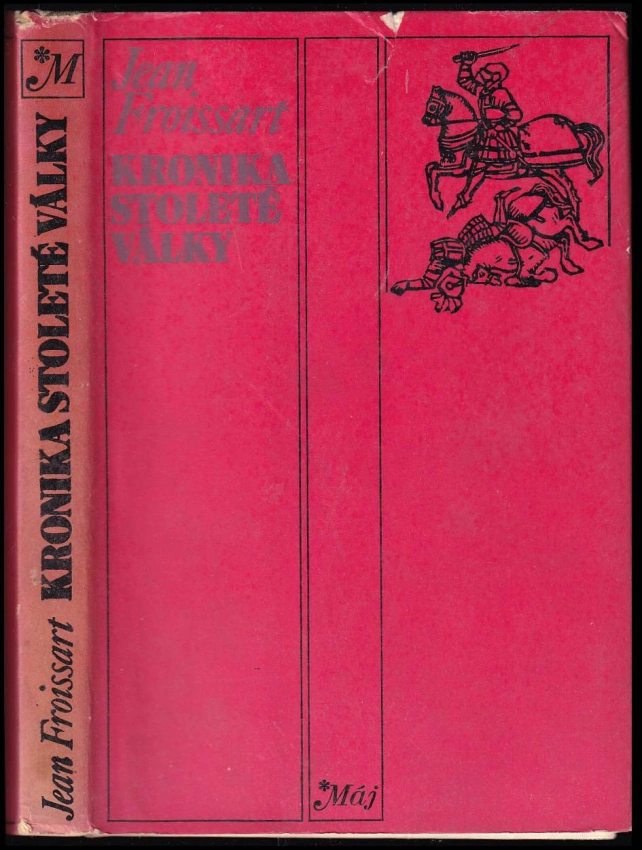 *M
Jean Froissart KRONIKA STOLETÉ VÁLKY
Jean
Froissart
KRONIKA
STOLETÉ
VÁLKY
*Máj